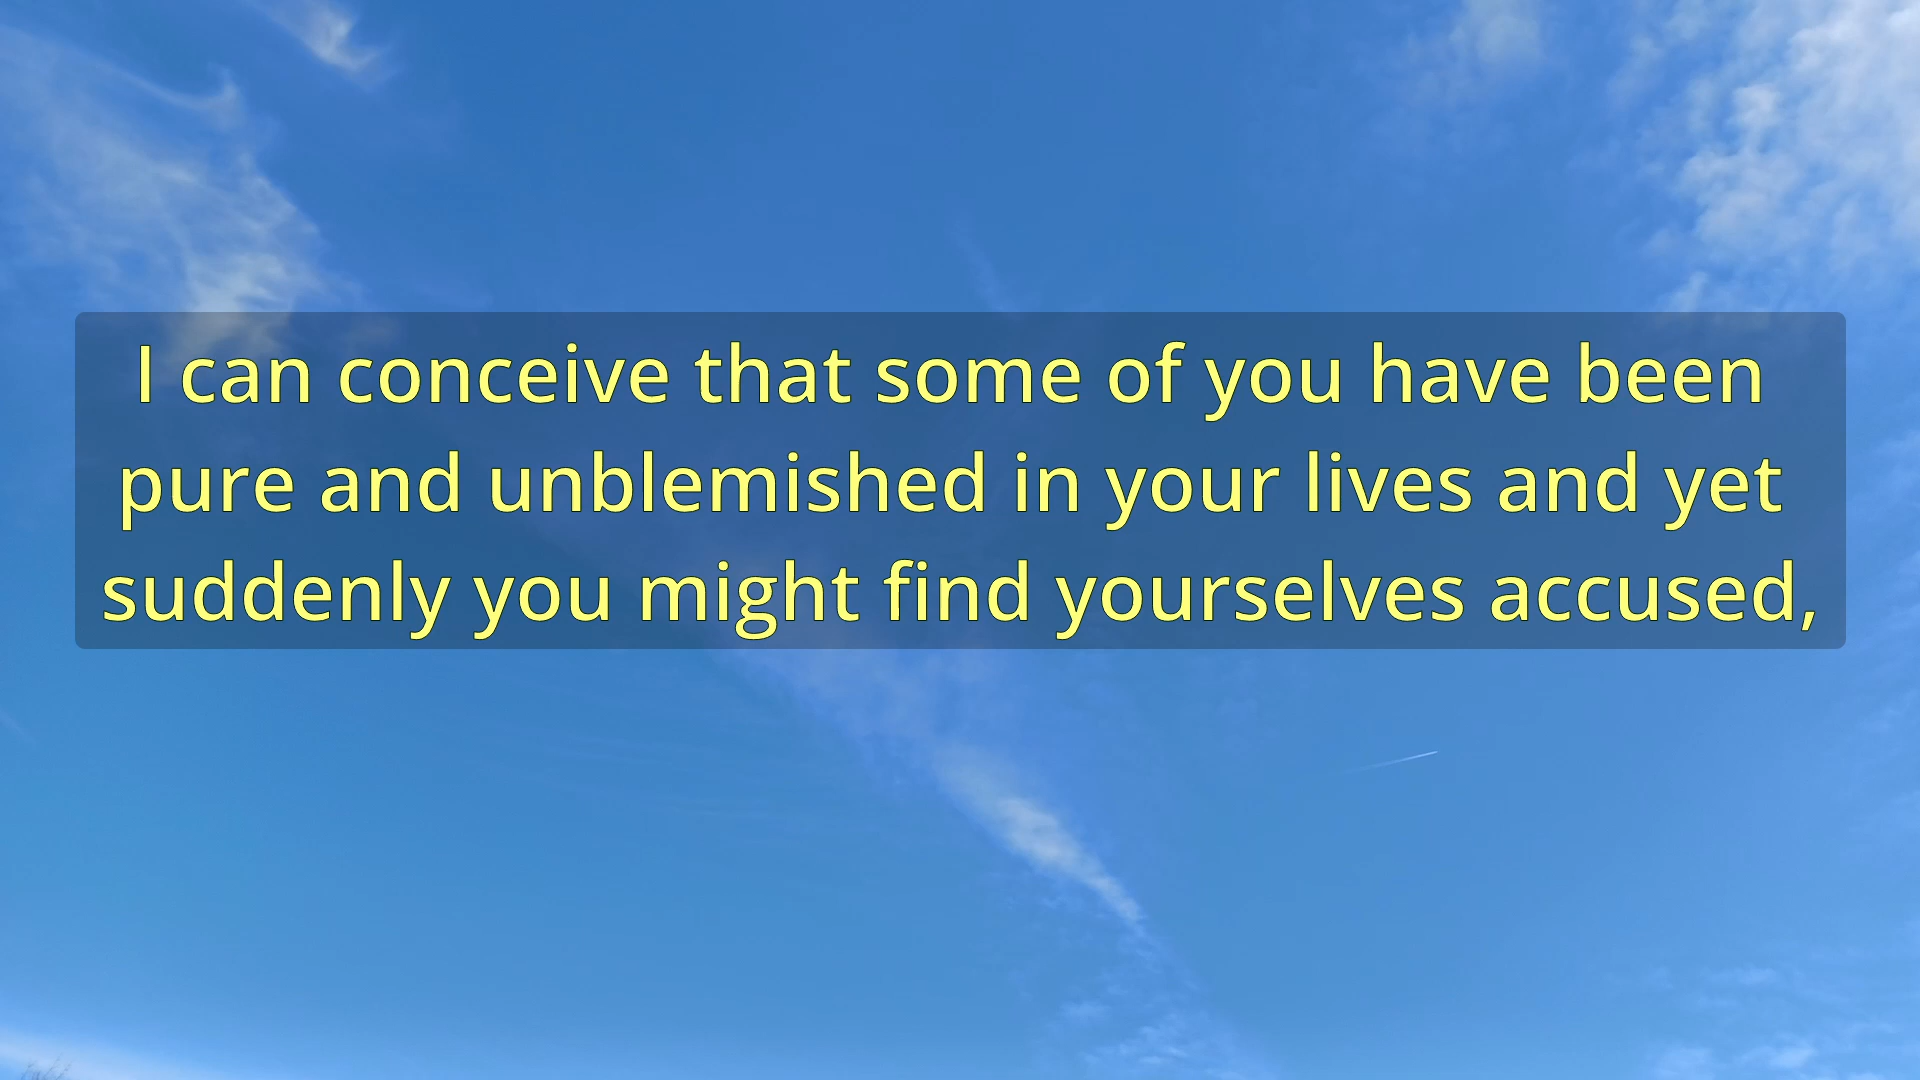 I can conceive that some of you have been
pure and unblemished in your lives and yet
suddenly you might find yourselves accused,